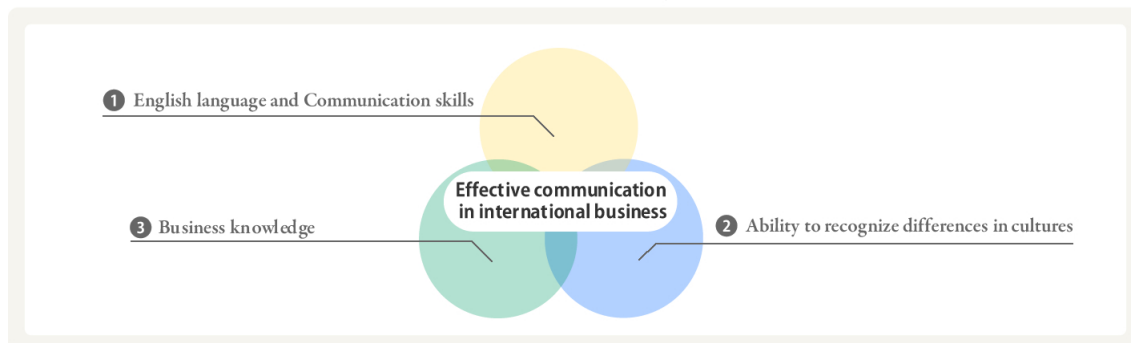 1 English language and Communication skills
Effective communication
in international business
3 Business knowledge
2 Ability to recognize differences in cultures